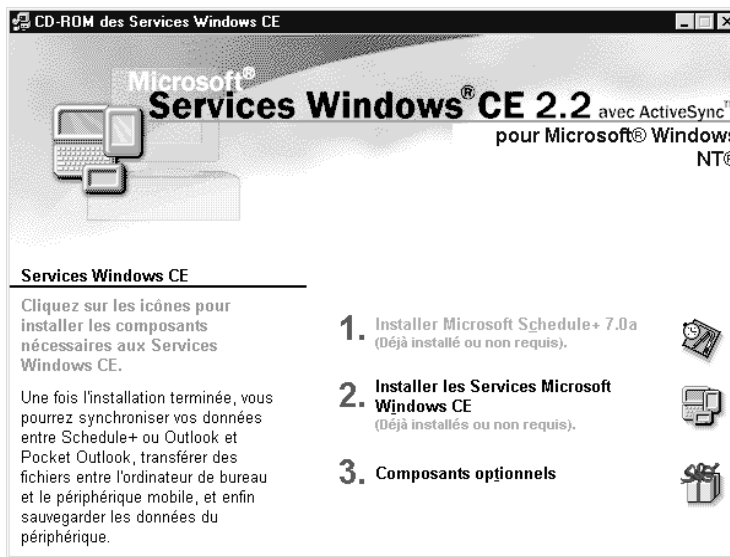 CD-ROM des Services Windows CE
Microsoft®
Services Windows® CE 2.2 avec ActiveSync™
pour Microsoft® Windows
NT®
Services Windows CE
Cliquez sur les icônes pour
installer les composants
nécessaires aux Services
Windows CE.
Une fois l'installation terminée, vous
pourrez synchroniser vos données
entre Schedule+ ou Outlook et
Pocket Outlook, transférer des
fichiers entre l'ordinateur de bureau
et le périphérique mobile, et enfin
sauvegarder les données du
périphérique.
1. Installer Microsoft Schedule+ 7.0a
(Déjà installé ou non requis).
2. Installer les Services Microsoft
Windows CE
(Déjà installés ou non requis).
3. Composants optionnels